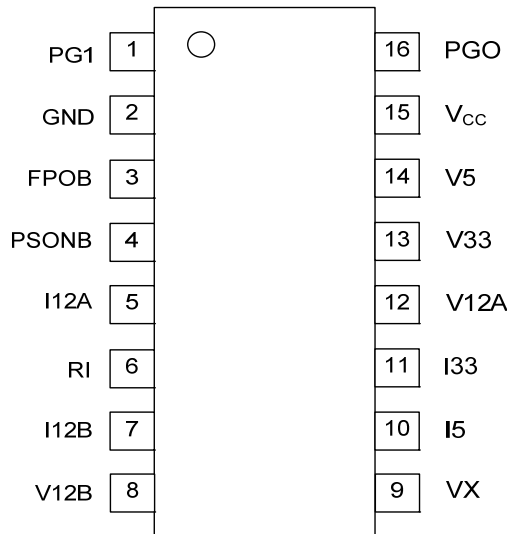 PG1 1 16 PGO
GND 2 15 VCC
FPOB 3 14 V5
PSONB 4 13 V33
I12A 5 12 V12A
RI 6 11 I33
I12B 7 10 I5
V12B 8 9 VX